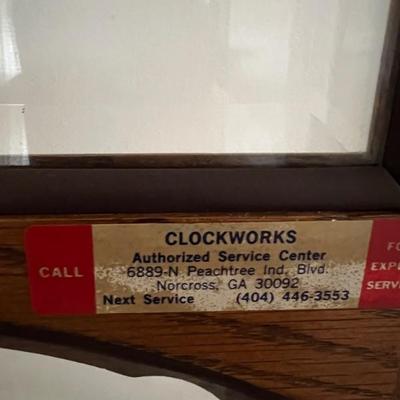 CALL
CLOCKWORKS
Authorized Service Center
6889-N Peachtree Ind. Blvd.
Norcross, GA 30092
Next Service (404) 446-3553